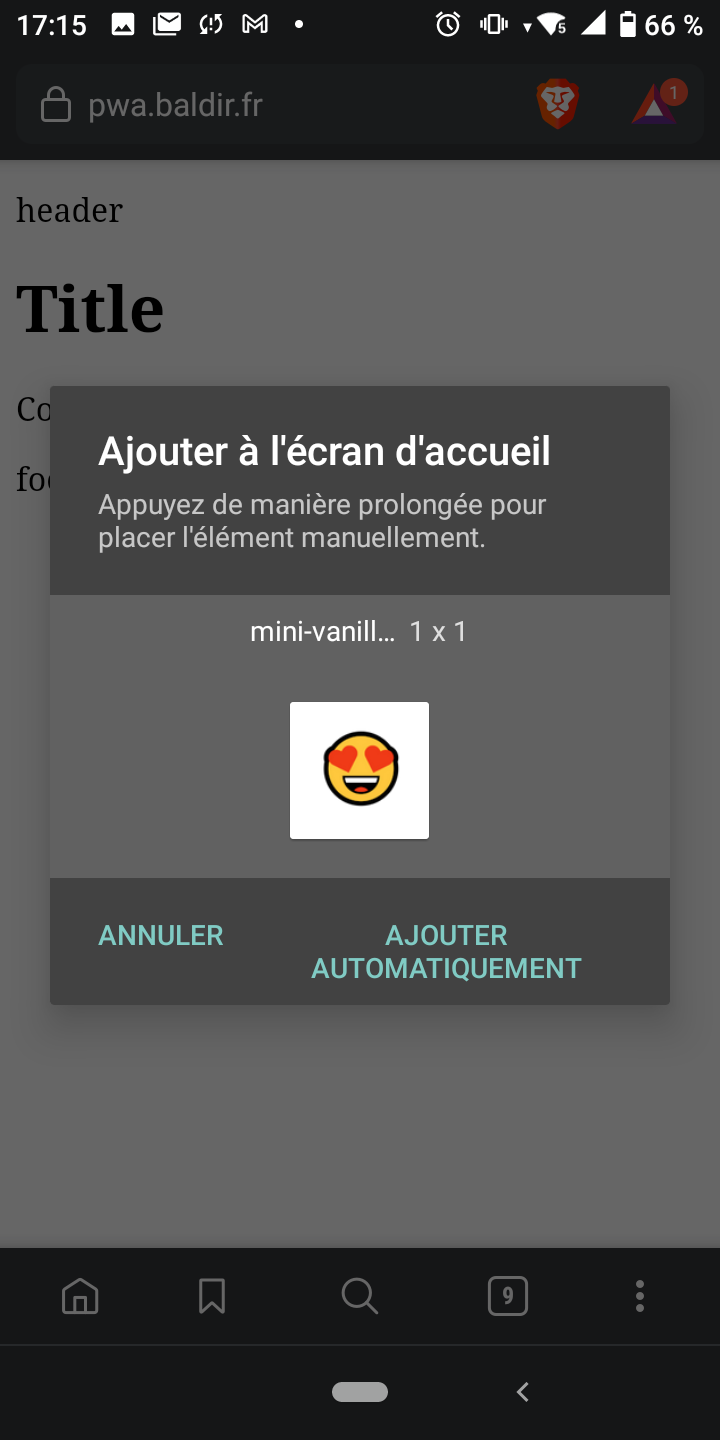 17:15
5
66 %
pwa.baldir.fr
1
header
Title
Co
foo
Ajouter à l'écran d'accueil
Appuyez de manière prolongée pour
placer l'élément manuellement.
mini-vanill… 1 x 1
ANNULER
AJOUTER
AUTOMATIQUEMENT
9